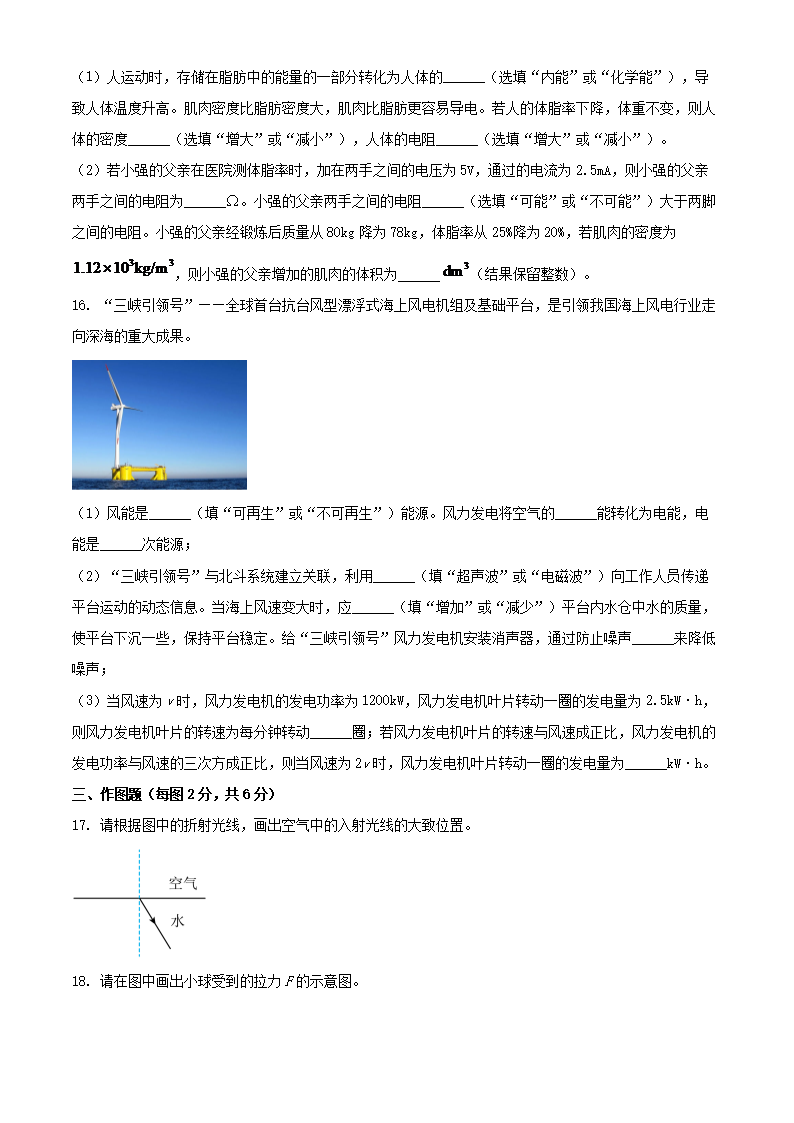 （1）人运动时，存储在脂肪中的能量的一部分转化为人体的______（选填“内能”或“化学能”），导
致人体温度升高。肌肉密度比脂肪密度大，肌肉比脂肪更容易导电。若人的体脂率下降，体重不变，则人
体的密度______（选填“增大”或“减小”），人体的电阻______（选填“增大”或“减小”）。
（2）若小强的父亲在医院测体脂率时，加在两手之间的电压为 5V，通过的电流为 2.5mA，则小强的父亲
两手之间的电阻为______Ω。小强的父亲两手之间的电阻______（选填“可能”或“不可能”）大于两脚
之间的电阻。小强的父亲经锻炼后质量从 80kg 降为 78kg，体脂率从 25%降为 20%，若肌肉的密度为
1.12×10³kg/m³，则小强的父亲增加的肌肉的体积为______dm³（结果保留整数）。
16. “三峡引领号”——全球首台抗台风型漂浮式海上风电机组及基础平台，是引领我国海上风电行业走
向深海的重大成果。
（1）风能是______（填“可再生”或“不可再生”）能源。风力发电将空气的______能转化为电能，电
能是______次能源；
（2）“三峡引领号”与北斗系统建立关联，利用______（填“超声波”或“电磁波”）向工作人员传递
平台运动的动态信息。当海上风速变大时，应______（填“增加”或“减少”）平台内水仓中水的质量，
使平台下沉一些，保持平台稳定。给“三峡引领号”风力发电机安装消声器，通过防止噪声______来降低
噪声；
（3）当风速为 v 时，风力发电机的发电功率为 1200kW，风力发电机叶片转动一圈的发电量为 2.5kW·h，
则风力发电机叶片的转速为每分钟转动______圈；若风力发电机叶片的转速与风速成正比，风力发电机的
发电功率与风速的三次方成正比，则当风速为 2v 时，风力发电机叶片转动一圈的发电量为______kW·h。
三、作图题（每图 2 分，共 6 分）
17. 请根据图中的折射光线，画出空气中的入射光线的大致位置。
空气
水
18. 请在图中画出小球受到的拉力 F 的示意图。